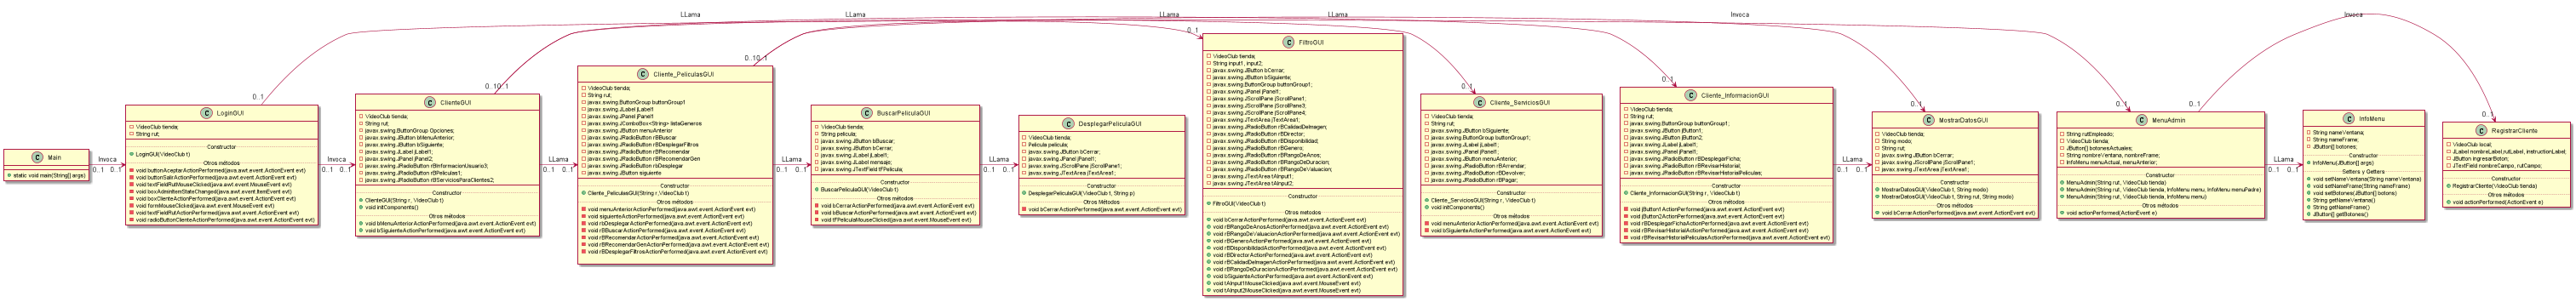 LLama
LLama
LLama
LLama
Invoca
Invoca
Main
static void main(String[] args)
Invoca
0..1
0..1
0..1
LoginGUI
VideoClub tienda;
String rut;
Constructor
LoginGUI(VideoClub t)
Otros métodos
void buttonAceptarActionPerformed(java.awt.event.ActionEvent evt)
void buttonSalirActionPerformed(java.awt.event.ActionEvent evt)
void textFieldRutMouseClicked(java.awt.event.MouseEvent evt)
void boxClienteActionPerformed(java.awt.event.ActionEvent evt)
void boxAdminItemStateChanged(java.awt.event.ItemEvent evt)
void formMouseClicked(java.awt.event.MouseEvent evt)
void textFieldRutActionPerformed(java.awt.event.ActionEvent evt)
void radioButtonClienteActionPerformed(java.awt.event.ActionEvent evt)
Invoca
0..1
0..1
0..1
0..1
ClienteGUI
VideoClub tienda;
String rut;
javax.swing.ButtonGroup Opciones;
javax.swing.JButton bMenuAnterior;
javax.swing.JButton bSiguiente;
javax.swing.JLabel jLabel1;
javax.swing.JPanel jPanel2;
javax.swing.JRadioButton rBInformacionUsuario3;
javax.swing.JRadioButton rBPeliculas1;
javax.swing.JRadioButton rBServiciosParaClientes2;
Constructor
ClienteGUI(String r, VideoClub t)
void initComponents()
Otros métodos
void bMenuAnteriorActionPerformed(java.awt.event.ActionEvent evt)
void bSiguienteActionPerformed(java.awt.event.ActionEvent evt)
LLama
0..1
0..1
0..1
0..1
Cliente_PeliculasGUI
VideoClub tienda;
String rut;
javax.swing.ButtonGroup buttonGroup1
javax.swing.JLabel jLabel1
javax.swing.JPanel jPanel1
javax.swing.JComboBox<String> listaGeneros
javax.swing.JButton menuAnterior
javax.swing.JRadioButton rBBuscar
javax.swing.JRadioButton rBDesplegarFiltros
javax.swing.JRadioButton rBRecomendar
javax.swing.JRadioButton rBRecomendarGen
javax.swing.JRadioButton rbDesplegar
javax.swing.JButton siguiente
Constructor
Cliente_PeliculasGUI(String r ,VideoClub t)
Otros métodos
void menuAnteriorActionPerformed(java.awt.event.ActionEvent evt)
void siguienteActionPerformed(java.awt.event.ActionEvent evt)
void rbDesplegarActionPerformed(java.awt.event.ActionEvent evt)
void rBBuscarActionPerformed(java.awt.event.ActionEvent evt)
void rBRecomendarActionPerformed(java.awt.event.ActionEvent evt)
void rBRecomendarGenActionPerformed(java.awt.event.ActionEvent evt)
void rBDesplegarFiltrosActionPerformed(java.awt.event.ActionEvent evt)
LLama
0..1
0..1
BuscarPeliculaGUI
VideoClub tienda;
String pelicula;
javax.swing.JButton bBuscar;
javax.swing.JButton bCerrar;
javax.swing.JLabel jLabel1;
javax.swing.JLabel mensaje;
javax.swing.JTextField tfPelicula;
Constructor
BuscarPeliculaGUI(VideoClub t)
Otros métodos
void bCerrarActionPerformed(java.awt.event.ActionEvent evt)
void bBuscarActionPerformed(java.awt.event.ActionEvent evt)
void tfPeliculaMouseClicked(java.awt.event.MouseEvent evt)
LLama
0..1
0..1
DesplegarPeliculaGUI
VideoClub tienda;
Pelicula pelicula;
javax.swing.JButton bCerrar;
javax.swing.JPanel jPanel1;
javax.swing.JScrollPane jScrollPane1;
javax.swing.JTextArea jTextArea1;
Constructor
DesplegarPeliculaGUI(VideoClub t, String p)
Otros Métodos
void bCerrarActionPerformed(java.awt.event.ActionEvent evt)
0..1
FiltroGUI
VideoClub tienda;
String input1, input2;
javax.swing.JButton bCerrar;
javax.swing.JButton bSiguiente;
javax.swing.ButtonGroup buttonGroup1;
javax.swing.JPanel jPanel1;
javax.swing.JScrollPane jScrollPane1;
javax.swing.JScrollPane jScrollPane3;
javax.swing.JScrollPane jScrollPane4;
javax.swing.JTextArea jTextArea1;
javax.swing.JRadioButton rBCalidadDeImagen;
javax.swing.JRadioButton rBDirector;
javax.swing.JRadioButton rBDisponibilidad;
javax.swing.JRadioButton rBGenero;
javax.swing.JRadioButton rBRangoDeAnos;
javax.swing.JRadioButton rBRangoDeDuracion;
javax.swing.JRadioButton rBRangoDeValuacion;
javax.swing.JTextArea tAInput1;
javax.swing.JTextArea tAInput2;
Constructor
FiltroGUI(VideoClub t)
Otros métodos
void bCerrarActionPerformed(java.awt.event.ActionEvent evt)
void rBRangoDeAnosActionPerformed(java.awt.event.ActionEvent evt)
void rBRangoDeValuacionActionPerformed(java.awt.event.ActionEvent evt)
void rBGeneroActionPerformed(java.awt.event.ActionEvent evt)
void rBDisponibilidadActionPerformed(java.awt.event.ActionEvent evt)
void rBDirectorActionPerformed(java.awt.event.ActionEvent evt)
void rBCalidadDeImagenActionPerformed(java.awt.event.ActionEvent evt)
void rBRangoDeDuracionActionPerformed(java.awt.event.ActionEvent evt)
void bSiguienteActionPerformed(java.awt.event.ActionEvent evt)
void tAInput1MouseClicked(java.awt.event.MouseEvent evt)
void tAInput2MouseClicked(java.awt.event.MouseEvent evt)
0..1
Cliente_ServiciosGUI
VideoClub tienda;
String rut;
javax.swing.JButton bSiguiente;
javax.swing.ButtonGroup buttonGroup1;
javax.swing.JLabel jLabel1;
javax.swing.JPanel jPanel1;
javax.swing.JButton menuAnterior;
javax.swing.JRadioButton rBArrendar;
javax.swing.JRadioButton rBDevolver;
javax.swing.JRadioButton rBPagar;
Constructor
Cliente_ServiciosGUI(String r, VideoClub t)
void initComponents()
Otros métodos
void menuAnteriorActionPerformed(java.awt.event.ActionEvent evt)
void bSiguienteActionPerformed(java.awt.event.ActionEvent evt)
0..1
Cliente_InformacionGUI
VideoClub tienda;
String rut;
javax.swing.ButtonGroup buttonGroup1;
javax.swing.JButton jButton1;
javax.swing.JButton jButton2;
javax.swing.JLabel jLabel1;
javax.swing.JPanel jPanel1;
javax.swing.JRadioButton rBDesplegarFicha;
javax.swing.JRadioButton rBRevisarHistorial;
javax.swing.JRadioButton rBRevisarHistorialPeliculas;
Constructor
Cliente_InformacionGUI(String r, VideoClub t)
Otros métodos
void jButton1ActionPerformed(java.awt.event.ActionEvent evt)
void jButton2ActionPerformed(java.awt.event.ActionEvent evt)
void rBDesplegarFichaActionPerformed(java.awt.event.ActionEvent evt)
void rBRevisarHistorialActionPerformed(java.awt.event.ActionEvent evt)
void rBRevisarHistorialPeliculasActionPerformed(java.awt.event.ActionEvent evt)
LLama
0..1
0..1
0..1
MostrarDatosGUI
VideoClub tienda;
String modo;
String rut;
javax.swing.JButton bCerrar;
javax.swing.JScrollPane jScrollPane1;
javax.swing.JTextArea jTextArea1;
Constructor
MostrarDatosGUI(VideoClub t, String modo)
MostrarDatosGUI(VideoClub t, String rut, String modo)
Otros métodos
void bCerrarActionPerformed(java.awt.event.ActionEvent evt)
0..1
0..1
MenuAdmin
String rutEmpleado;
VideoClub tienda;
JButton[] botonesActuales;
String nombreVentana, nombreFrame;
InfoMenu menuActual, menuAnterior;
Constructor
MenuAdmin(String rut, VideoClub tienda)
MenuAdmin(String rut, VideoClub tienda, InfoMenu menu, InfoMenu menuPadre)
MenuAdmin(String rut, VideoClub tienda, InfoMenu menu)
Otros métodos
void actionPerformed(ActionEvent e)
LLama
0..1
0..1
InfoMenu
String nameVentana;
String nameFrame;
JButton[] botones;
Constructor
InfoMenu(JButton[] args)
Setters y Getters
void setNameVentana(String nameVentana)
void setNameFrame(String nameFrame)
void setBotones(JButton[] botons)
String getNameVentana()
String getNameFrame()
JButton[] getBotones()
0..1
RegistrarCliente
VideoClub local;
JLabel nombreLabel,rutLabel, instructionLabel;
JButton ingresarBoton;
JTextField nombreCampo, rutCampo;
Constructor
RegistrarCliente(VideoClub tienda)
Otros métodos
void actionPerformed(ActionEvent e)